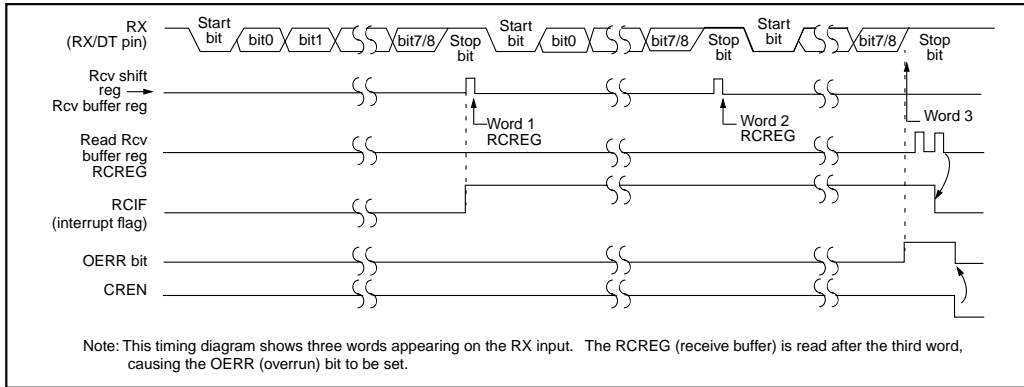 RX
(RX/DT pin)
Start
bit
bit0
bit1
bit7/8
Stop
bit
Start
bit
bit0
bit7/8
Stop
bit
Start
bit
bit7/8
Stop
bit
Rcv shift
reg
Rcv buffer reg
Word 1
RCREG
Word 2
RCREG
Word 3
Read Rcv
buffer reg
RCREG
RCIF
(interrupt flag)
OERR bit
CREN
Note: This timing diagram shows three words appearing on the RX input. The RCREG (receive buffer) is read after the third word,
causing the OERR (overrun) bit to be set.